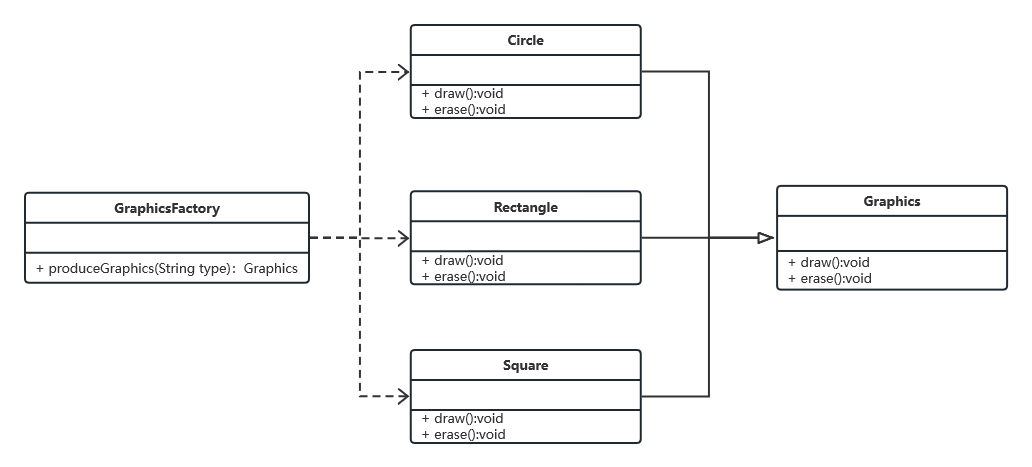 Circle
+ draw():void
+ erase():void
GraphicsFactory
+ produceGraphics(String type)：Graphics
Rectangle
+ draw():void
+ erase():void
Graphics
+ draw():void
+ erase():void
Square
+ draw():void
+ erase():void